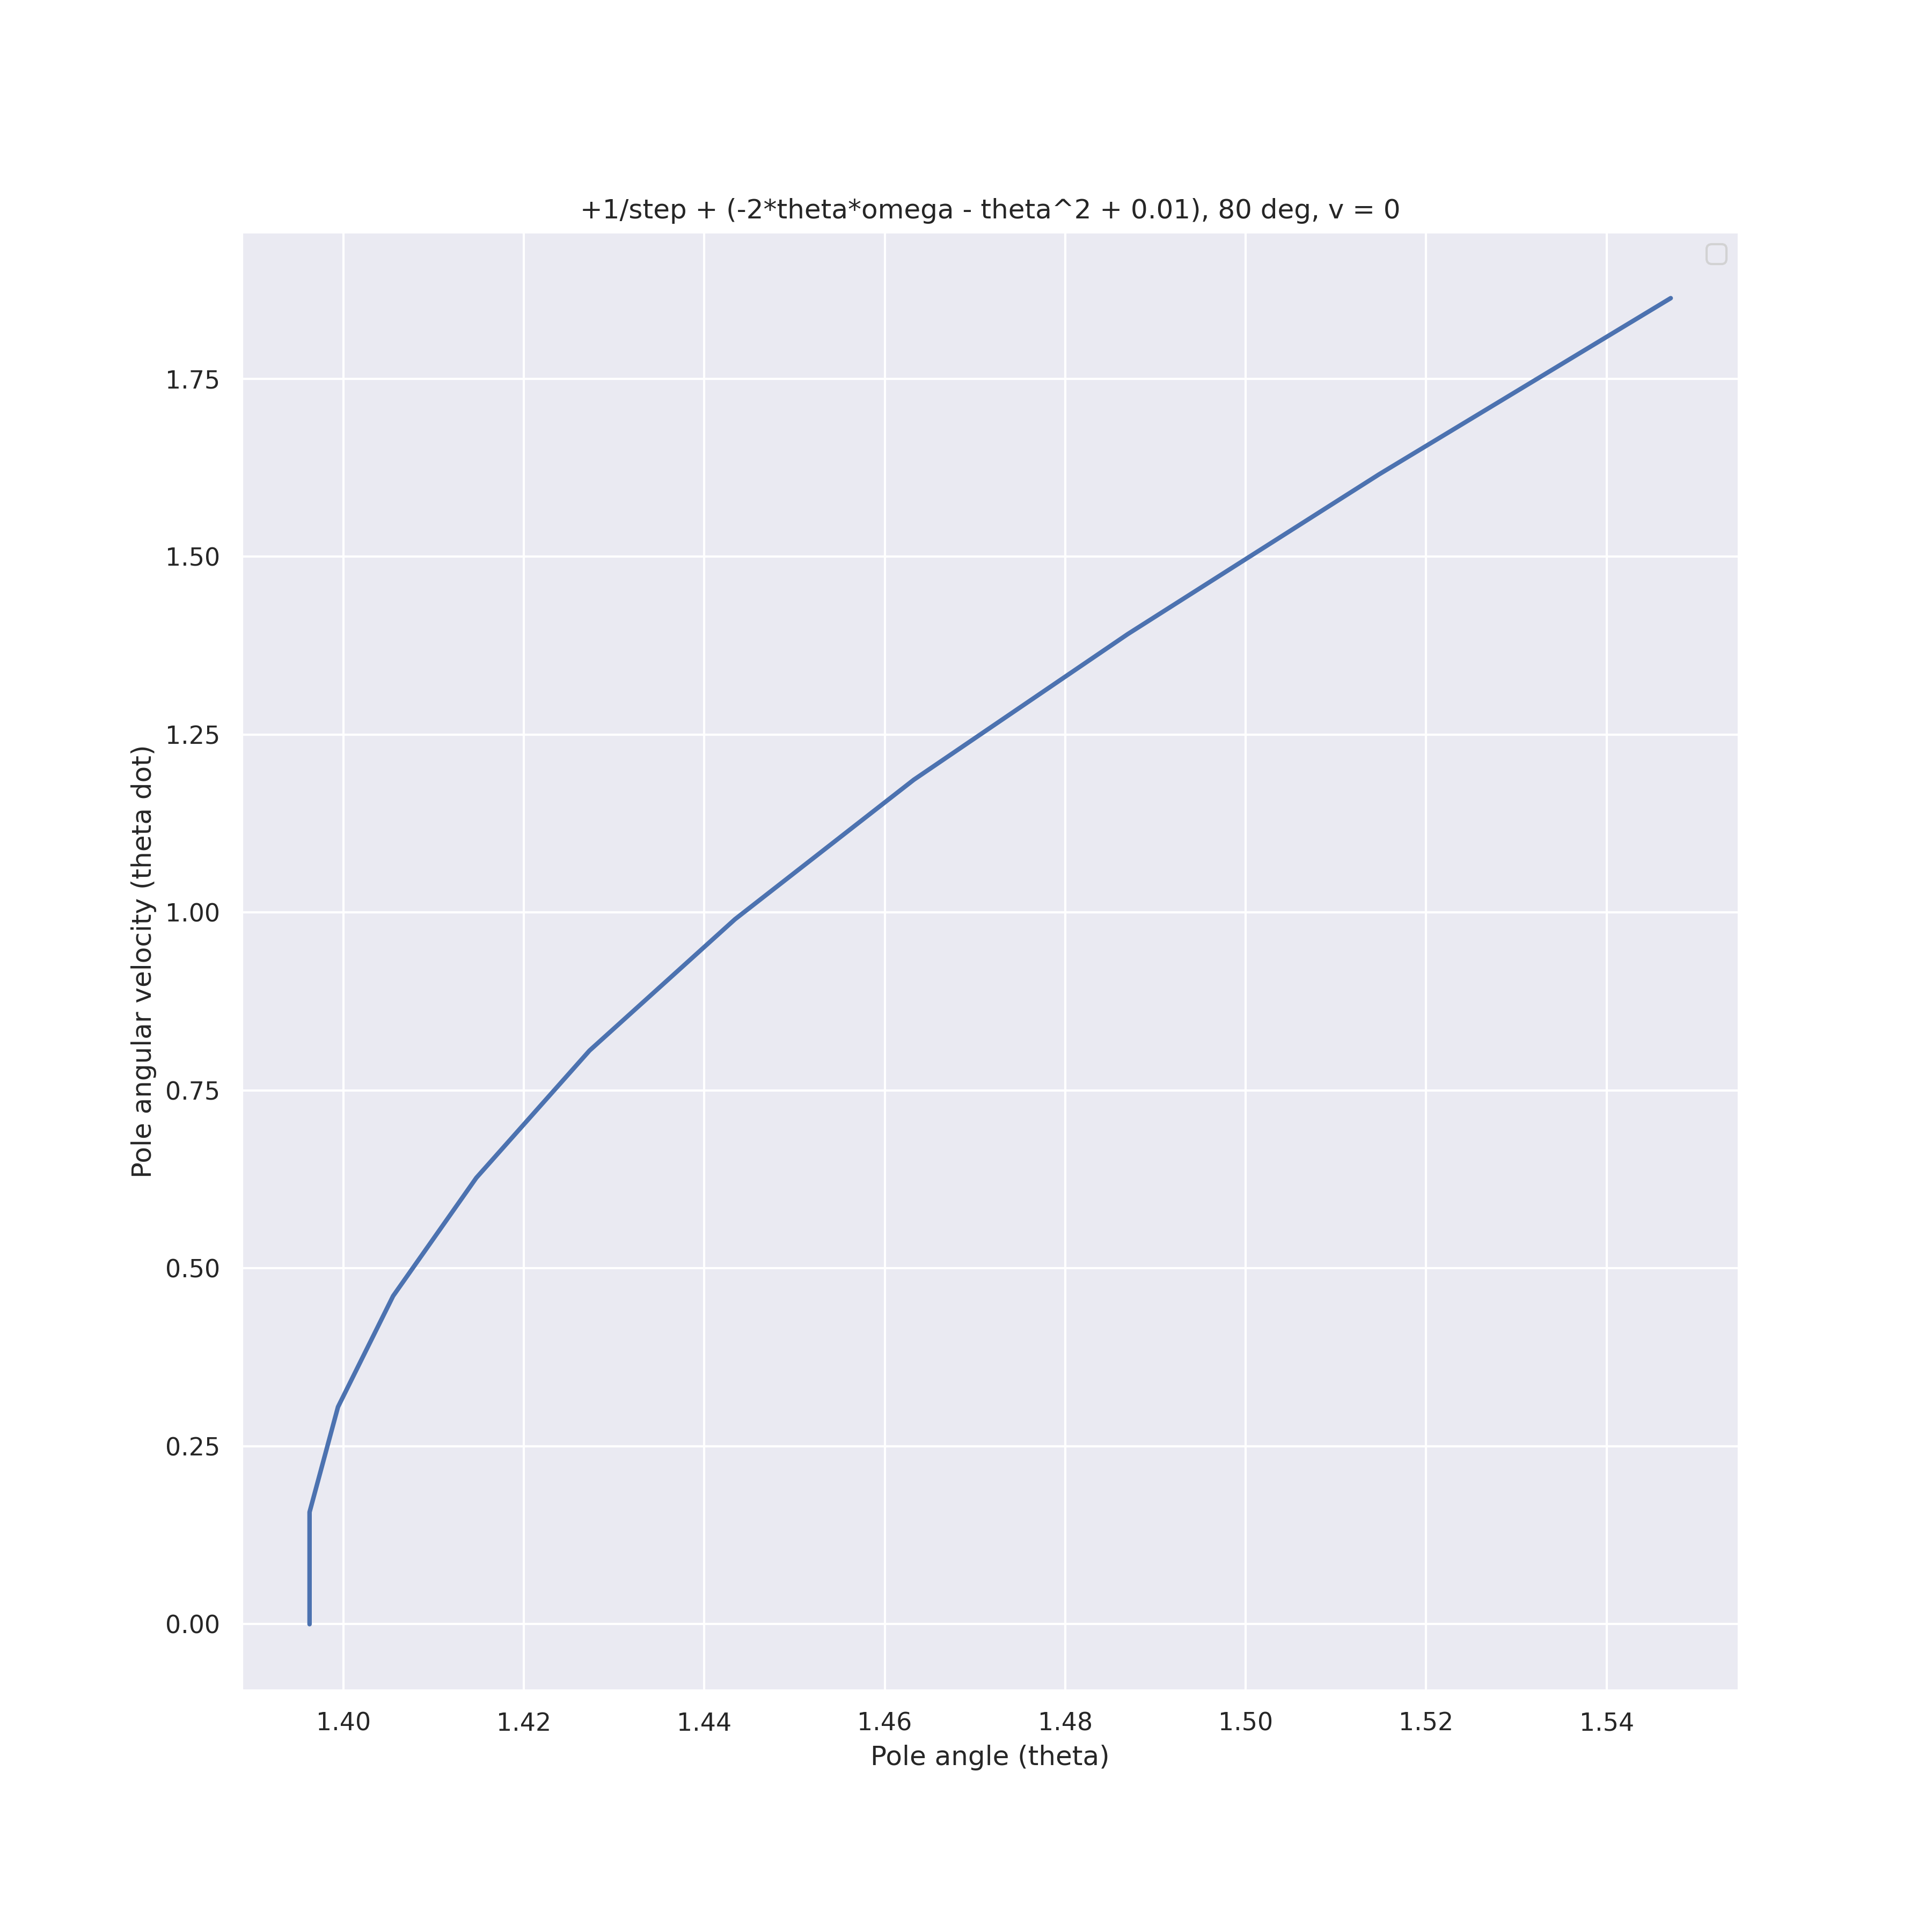 +1/step + (-2*theta*omega - theta^2 + 0.01), 80 deg, v = 0
Pole angular velocity (theta dot)
1.75
1.50
1.25
1.00
0.75
0.50
0.25
0.00
1.40 1.42 1.44 1.46 1.48 1.50 1.52 1.54
Pole angle (theta)